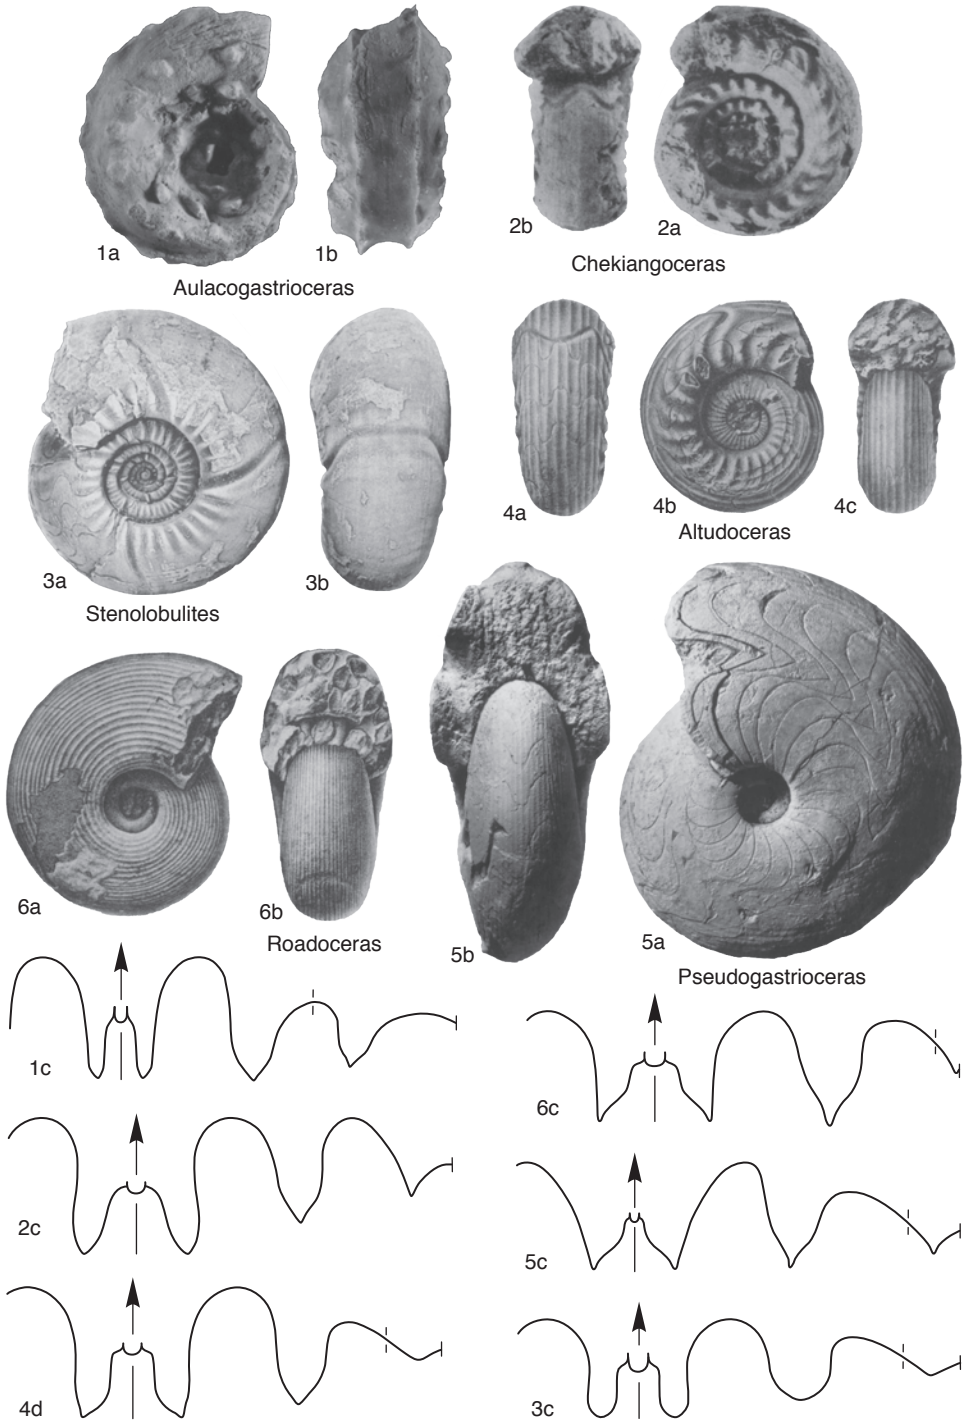 1a
1b
2b
2a
Aulacogastrioceras
Chekiangoceras
3a
3b
4a
4b
4c
Stenolobulites
Altudoceras
6a
6b
5b
5a
Roadoceras
Pseudogastrioceras
1c
6c
2c
5c
4d
3c